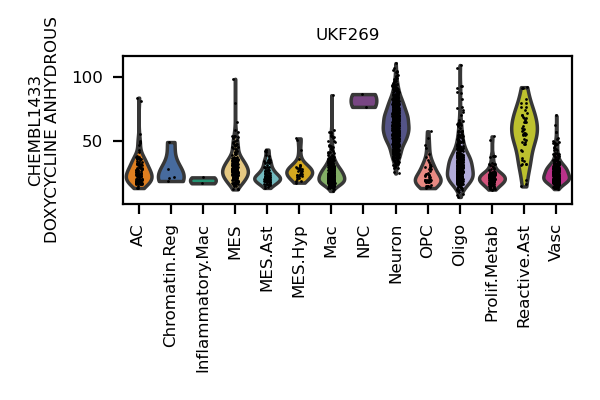 UKF269
CHEMBL1433
DOXYCYCLINE ANHYDROUS
100
50
AC
Chromatin.Reg
Inflammatory.Mac
MES
MES.Ast
MES.Hyp
Mac
NPC
Neuron
OPC
Oligo
Prolif.Metab
Reactive.Ast
Vasc